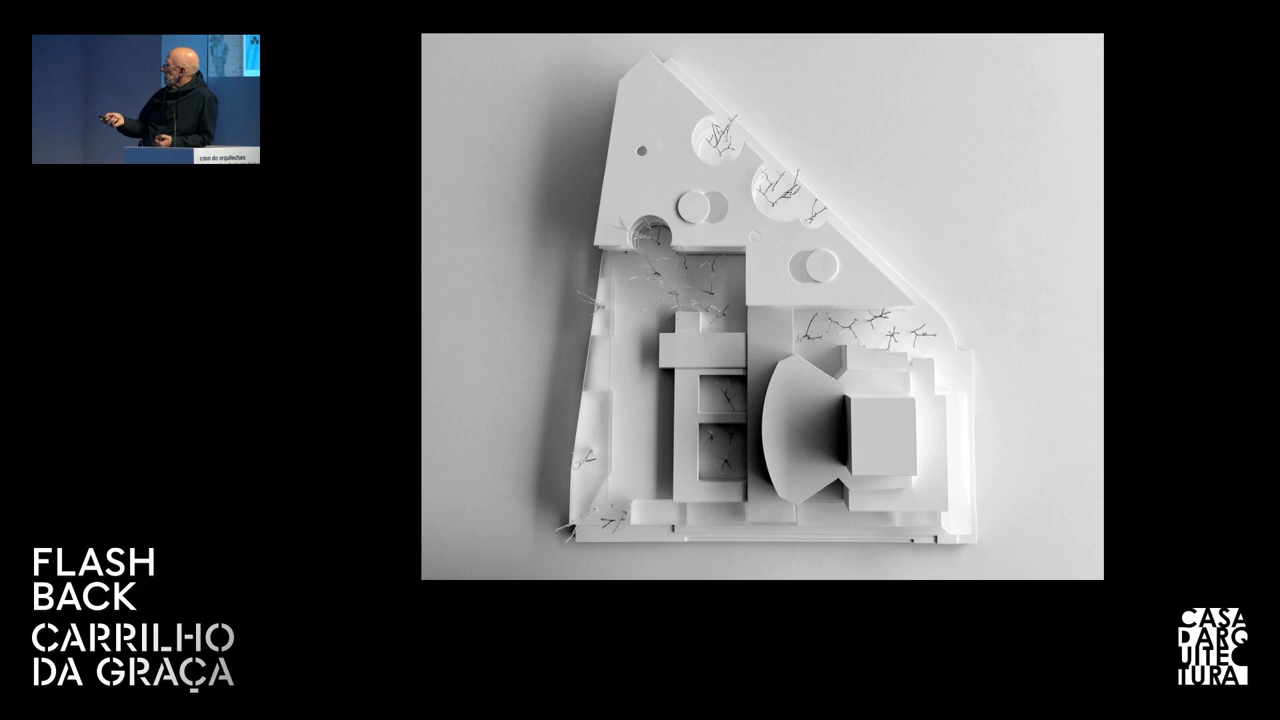 casa da arquitectura
FLASH
BACK
CARRILHO
DA GRAÇA
CASA
DARQ
UITEC
TURA